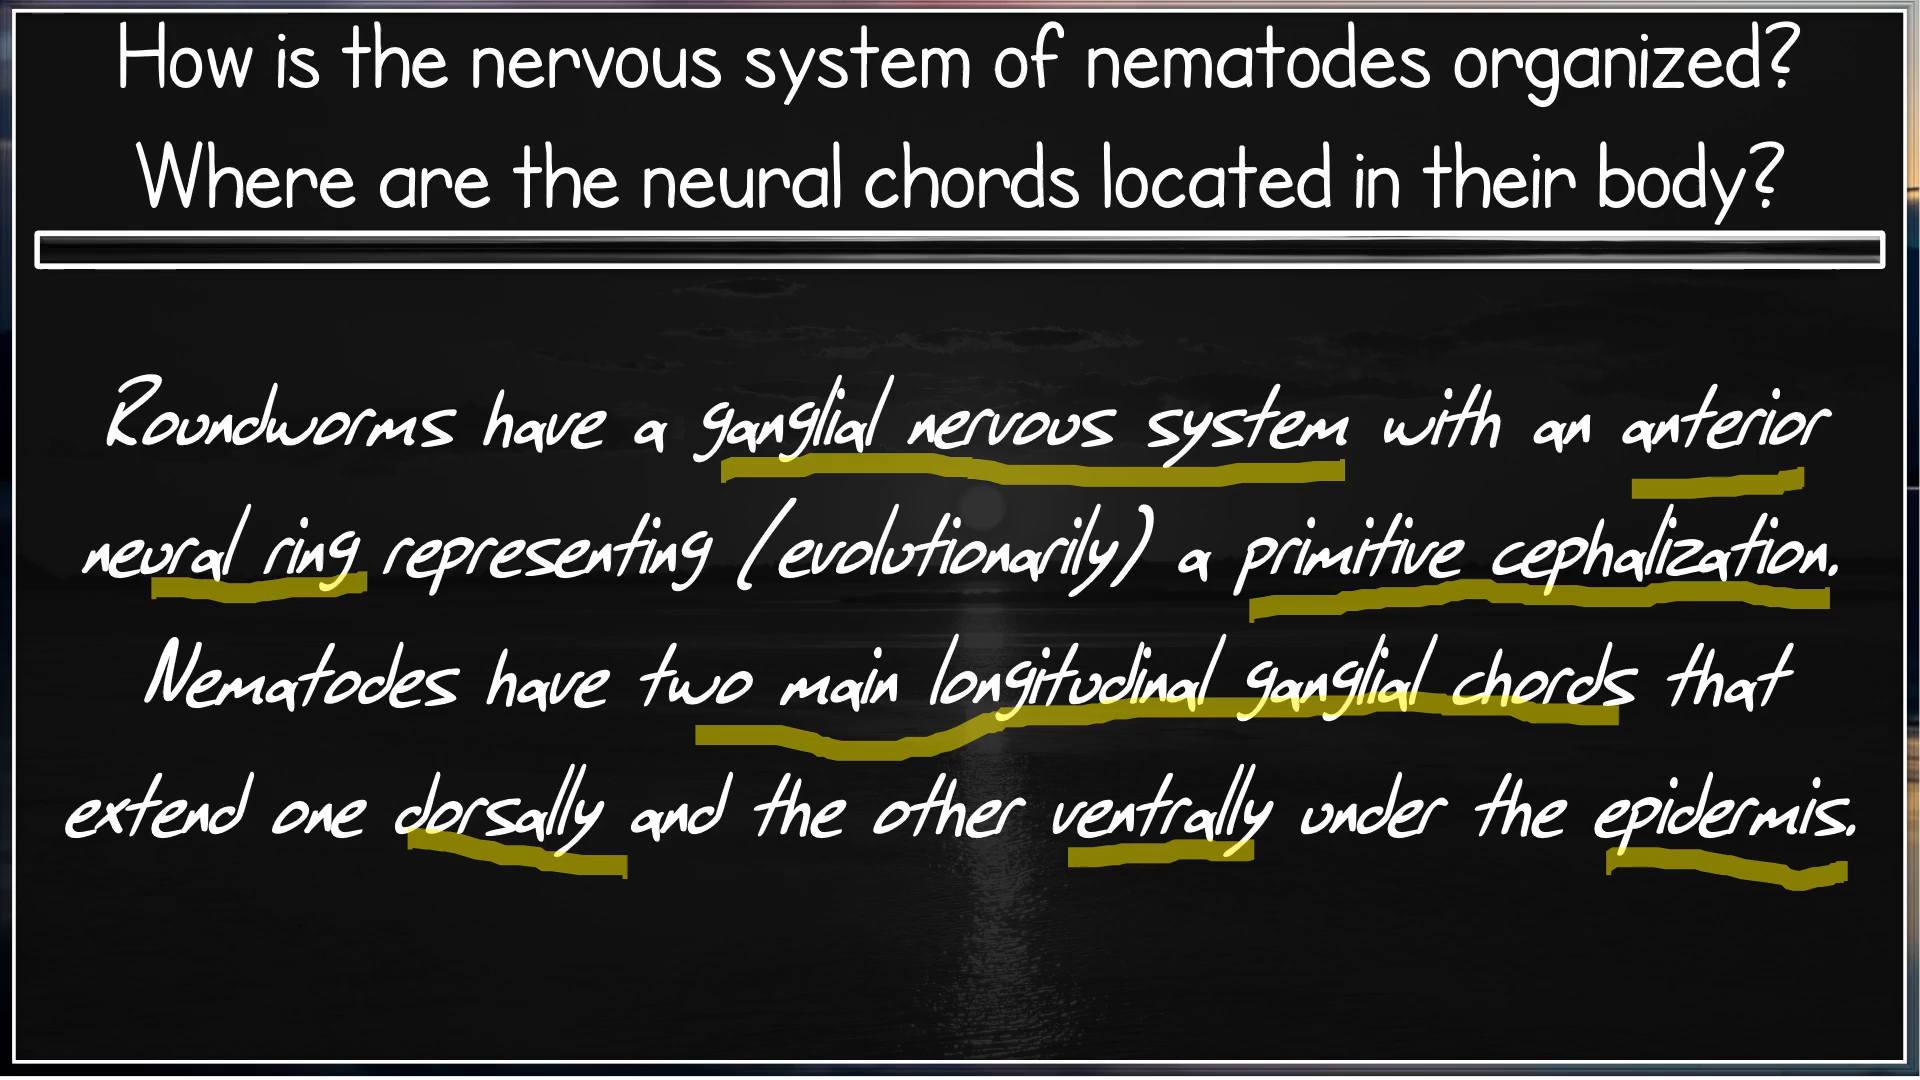 How is the nervous system of nematodes organized?
Where are the neural chords located in their body?
Roundworms have a ganglial nervous system with an anterior
neural ring representing (evolutionarily) a primitive cephalization.
Nematodes have two main longitudinal ganglial chords that
extend one dorsally and the other ventrally under the epidermis.